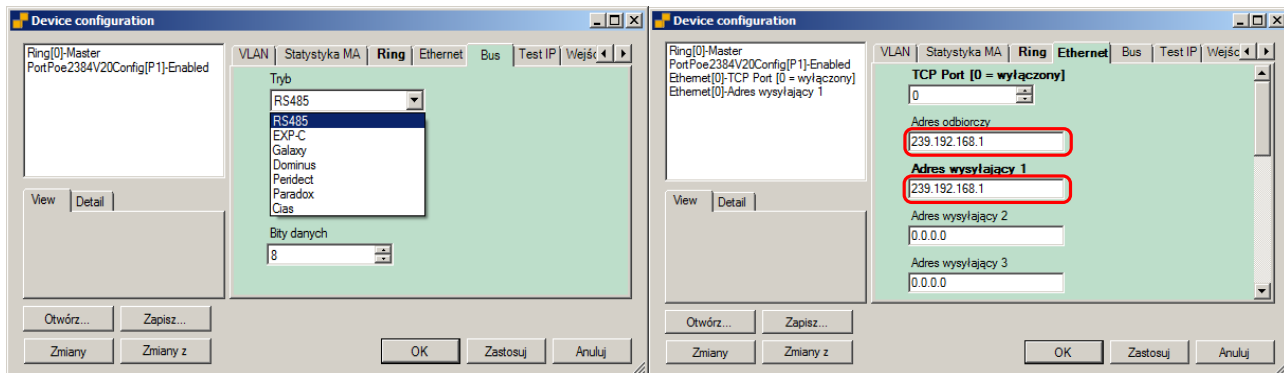 Device configuration
Ring[0]-Master
PortPoe2384V20Config[P1]-Enabled
VLAN Statystyka MA Ring Ethernet Bus Test IP Wejśc
Tryb
RS485
RS485
EXP-C
Galaxy
Dominus
Peridect
Paradox
Cias
Bity danych
8
View Detail
Otwórz... Zapisz...
Zmiany Zmiany z OK Zastosuj Anuluj
Device configuration
Ring[0]-Master
PortPoe2384V20Config[P1]-Enabled
Ethernet[0]-TCP Port [0 = wyłączony]
Ethernet[0]-Adres wysyłający 1
VLAN Statystyka MA Ring Ethernet Bus Test IP Wejśc
TCP Port [0 = wyłączony]
0
Adres odbiorczy
239.192.168.1
Adres wysyłający 1
239.192.168.1
Adres wysyłający 2
0.0.0.0
Adres wysyłający 3
0.0.0.0
View Detail
Otwórz... Zapisz...
Zmiany Zmiany z OK Zastosuj Anuluj